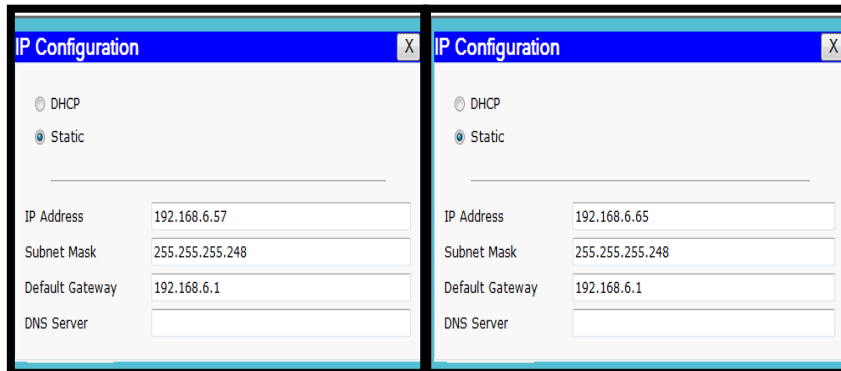 IP Configuration X
DHCP
Static
IP Address 192.168.6.57
Subnet Mask 255.255.255.248
Default Gateway 192.168.6.1
DNS Server
IP Configuration X
DHCP
Static
IP Address 192.168.6.65
Subnet Mask 255.255.255.248
Default Gateway 192.168.6.1
DNS Server